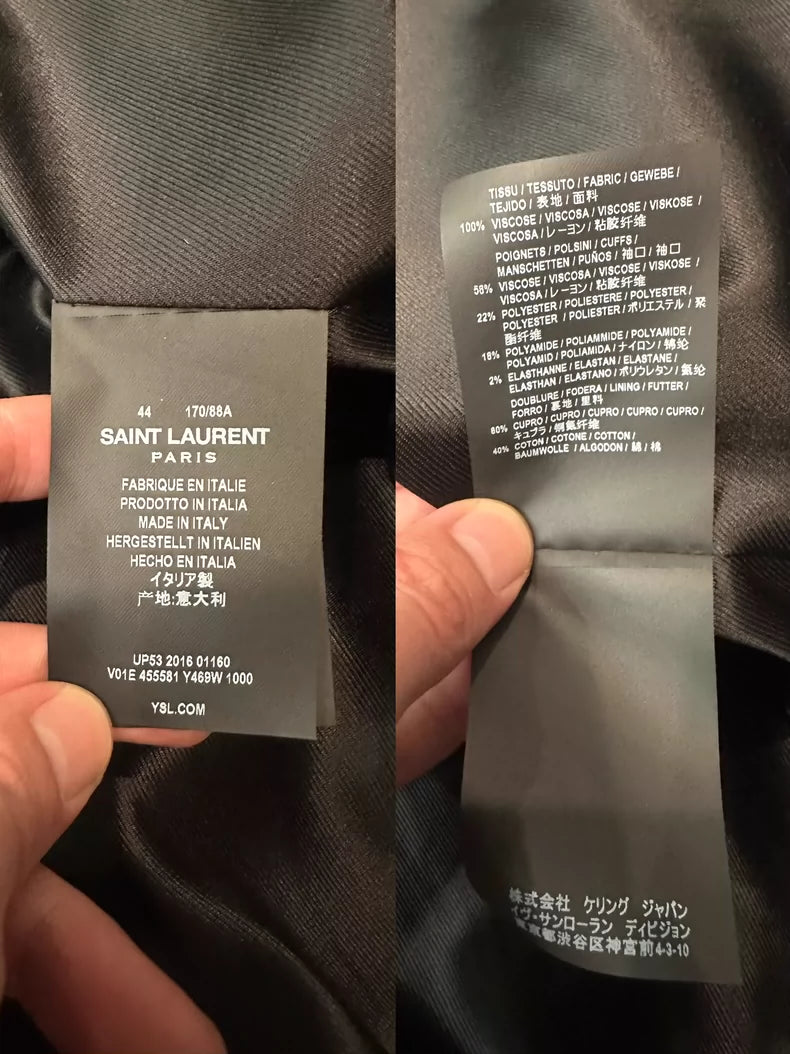 44 170/88A
SAINT LAURENT
PARIS
FABRIQUE EN ITALIE
PRODOTTO IN ITALIA
MADE IN ITALY
HERGESTELLT IN ITALIEN
HECHO EN ITALIA
イタリア製
产地:意大利
UP53 2016 01160
V01E 455581 Y469W 1000
YSL.COM
TISSU / TESSUTO / FABRIC / GEWEBE /
TEJIDO / 表地 / 面料
100% VISCOSE / VISCOSA / VISCOSE / VISKOSE /
VISCOSA / レーヨン / 粘胶纤维
POIGNETS / POLSINI / CUFFS /
MANSCHETTEN / PUÑOS / 袖口 / 袖口
58% VISCOSE / VISCOSA / VISCOSE / VISKOSE /
VISCOSA / レーヨン / 粘胶纤维
22% POLYESTER / POLIESTERE / POLYESTER /
POLYESTER / POLIESTER / ポリエステル / 聚
酯纤维
18% POLYAMIDE / POLIAMMIDE / POLYAMIDE /
POLYAMID / POLIAMIDA / ナイロン / 锦纶
2% ELASTHANNE / ELASTAN / ELASTANE /
ELASTHAN / ELASTANO / ポリウレタン / 氨纶
DOUBLURE / FODERA / LINING / FUTTER /
FORRO / 裏地 / 里料
60% CUPRO / CUPRO / CUPRO / CUPRO / CUPRO /
キュプラ / 铜氨纤维
40% COTON / COTONE / COTTON /
BAUMWOLLE / ALGODON / 綿 / 棉
株式会社 ケリング ジャパン
イヴ・サンローラン ディビジョン
東京都渋谷区神宮前4-3-10